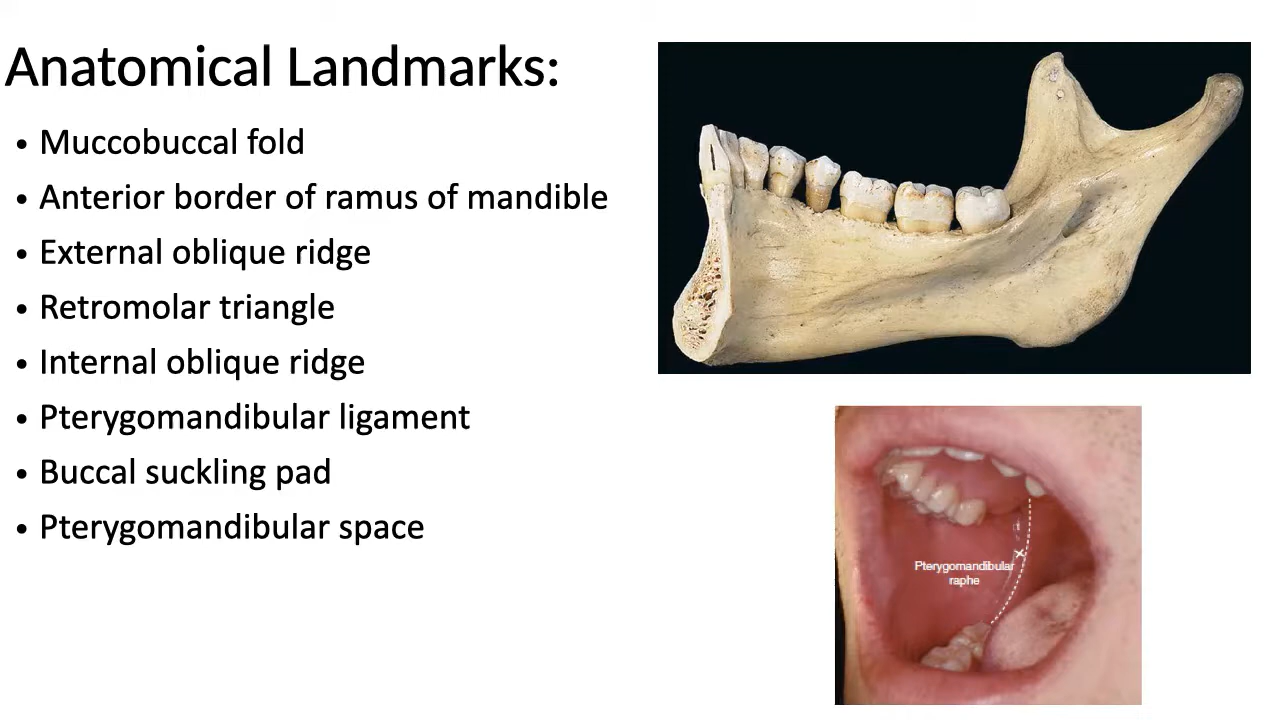 Anatomical Landmarks:
• Muccobuccal fold
• Anterior border of ramus of mandible
• External oblique ridge
• Retromolar triangle
• Internal oblique ridge
• Pterygomandibular ligament
• Buccal suckling pad
• Pterygomandibular space
Pterygomandibular
raphe